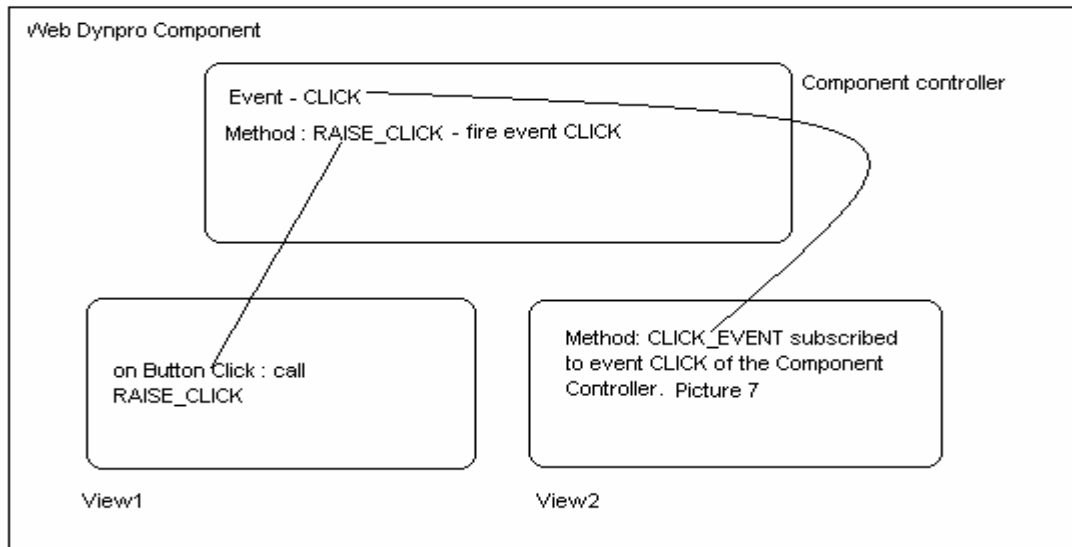 Web Dynpro Component
Component controller
Event - CLICK
Method : RAISE_CLICK - fire event CLICK
on Button Click : call
RAISE_CLICK
View1
Method: CLICK_EVENT subscribed
to event CLICK of the Component
Controller. Picture 7
View2